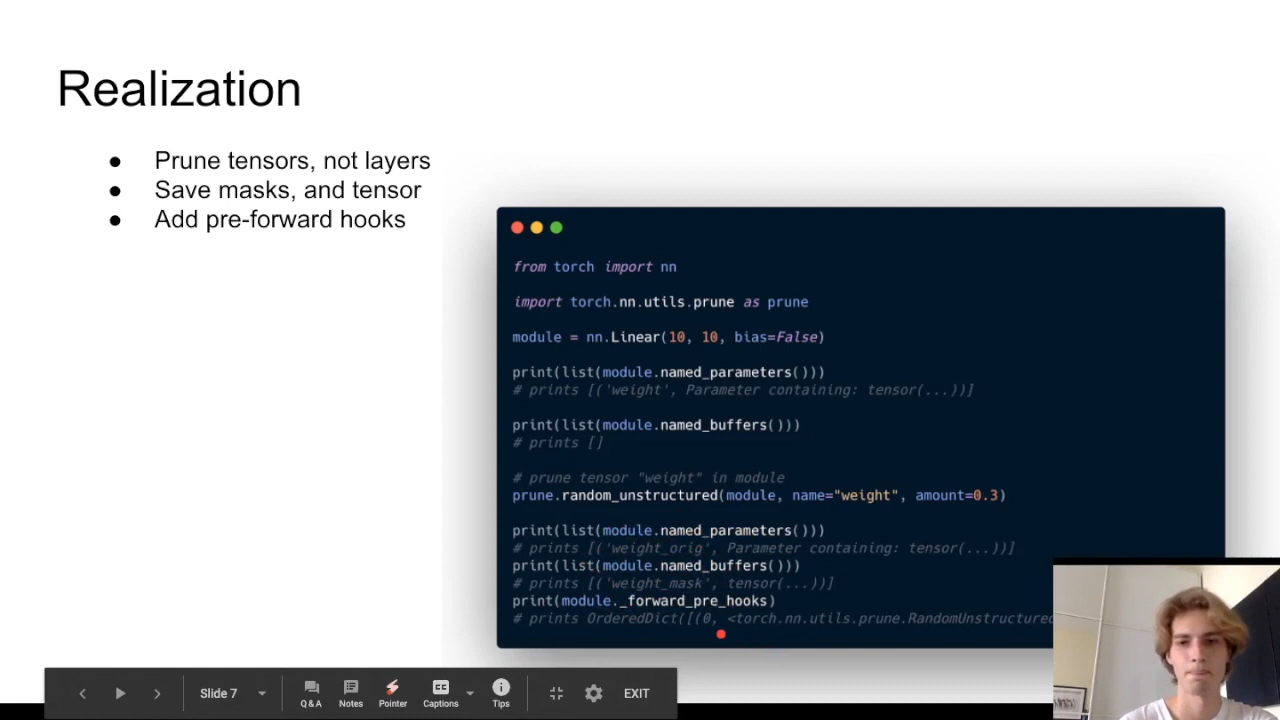 Realization
● Prune tensors, not layers
● Save masks, and tensor
● Add pre-forward hooks
from torch import nn
import torch.nn.utils.prune as prune
module = nn.Linear(10, 10, bias=False)
print(list(module.named_parameters()))
# prints [('weight', Parameter containing: tensor(...))]
print(list(module.named_buffers()))
# prints []
# prune tensor "weight" in module
prune.random_unstructured(module, name="weight", amount=0.3)
print(list(module.named_parameters()))
# prints [('weight_orig', Parameter containing: tensor(...))]
print(list(module.named_buffers()))
# prints [('weight_mask', tensor(...))]
print(module._forward_pre_hooks)
# prints OrderedDict([(0, <torch.nn.utils.prune.RandomUnstructured
Slide 7
Q&A
Notes
Pointer
CC
Captions
Tips
EXIT